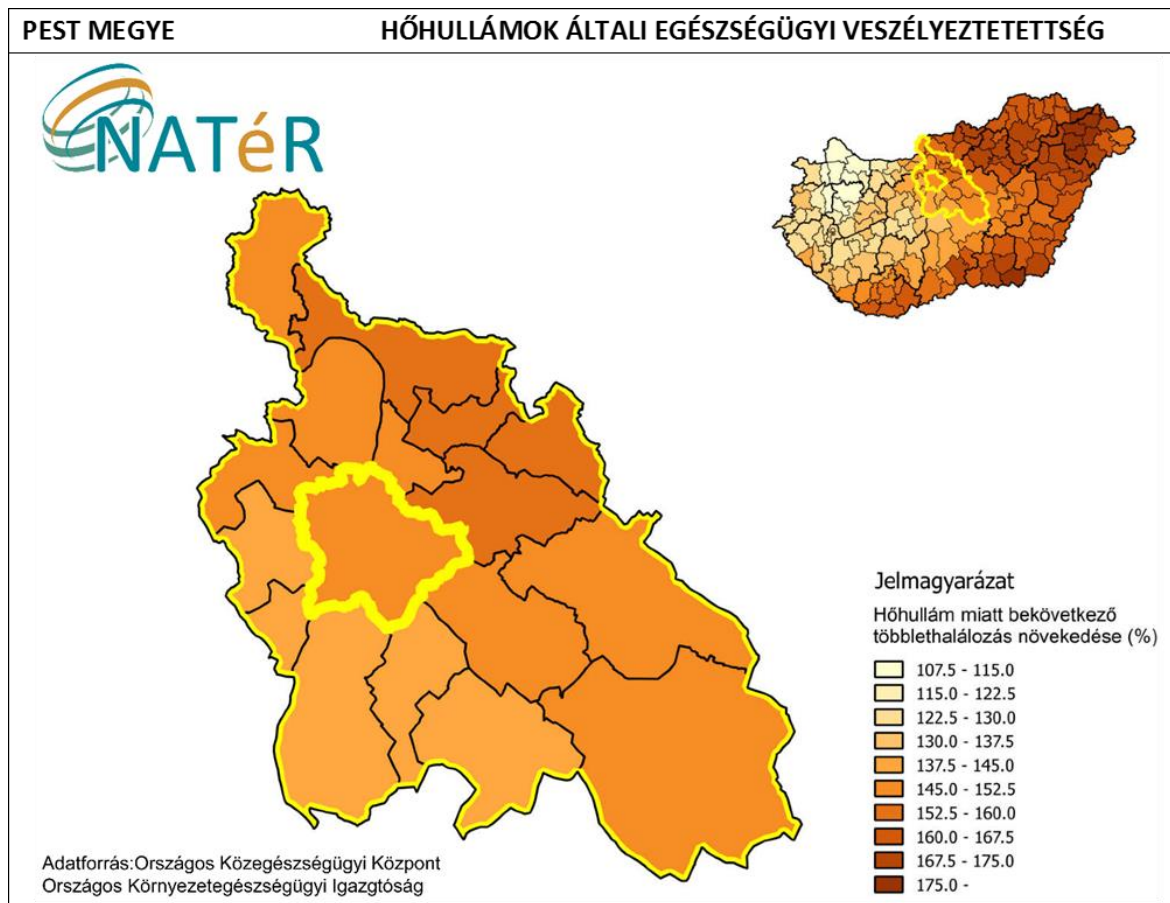 PEST MEGYE HŐHULLÁMOK ÁLTALI EGÉSZSÉGÜGYI VESZÉLYEZTETETTSÉG
NATéR
Jelmagyarázat
Hőhullám miatt bekövetkező
többlethalálozás növekedése (%)
107.5 - 115.0
115.0 - 122.5
122.5 - 130.0
130.0 - 137.5
137.5 - 145.0
145.0 - 152.5
152.5 - 160.0
160.0 - 167.5
167.5 - 175.0
175.0 -
Adatforrás:Országos Közegészségügyi Központ
Országos Környezetegészségügyi Igazgtóság